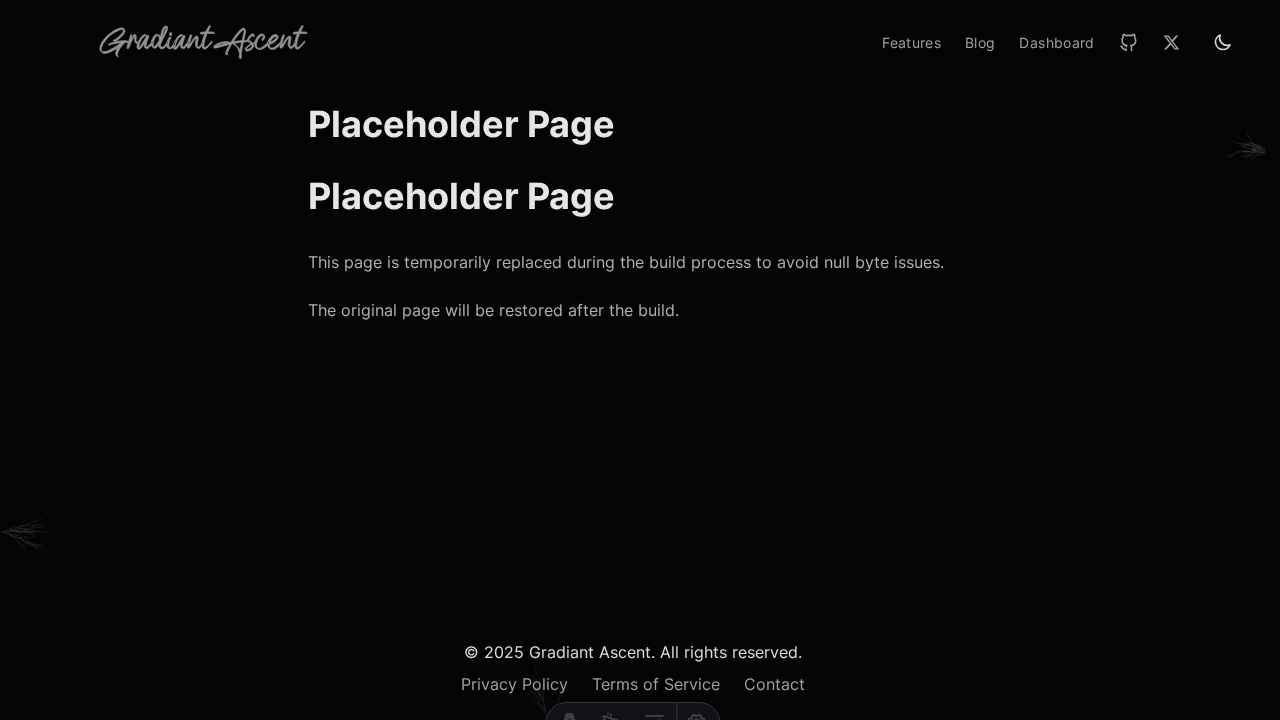 Gradiant Ascent
Features
Blog
Dashboard
Placeholder Page
Placeholder Page
This page is temporarily replaced during the build process to avoid null byte issues.
The original page will be restored after the build.
© 2025 Gradiant Ascent. All rights reserved.
Privacy Policy
Terms of Service
Contact